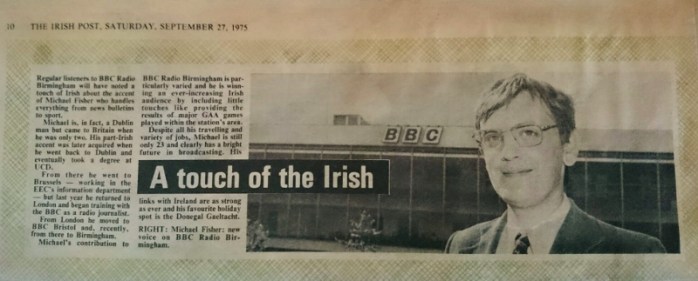 10 THE IRISH POST, SATURDAY, SEPTEMBER 27, 1975
Regular listeners to BBC Radio
Birmingham will have noted a
touch of Irish about the accent
of Michael Fisher who handles
everything from news bulletins
to sport.
Michael is, in fact, a Dublin
man but came to Britain when
he was only two. His part-Irish
accent was later acquired when
he went back to Dublin and
eventually took a degree at
UCD.
From there he went to
Brussels — working in the
EEC's information department
— but last year he returned to
London and began training with
the BBC as a radio journalist.
From London he moved to
BBC Bristol and, recently,
from there to Birmingham.
Michael's contribution to
BBC Radio Birmingham is par-
ticularly varied and he is winn-
ing an ever-increasing Irish
audience by including little
touches like providing the
results of major GAA games
played within the station's area.
Despite all his travelling and
variety of jobs, Michael is still
only 23 and clearly has a bright
future in broadcasting. His
A touch of the Irish
links with Ireland are as strong
as ever and his favourite holiday
spot is the Donegal Gaeltacht.
RIGHT: Michael Fisher: new
voice on BBC Radio Bir-
mingham.
BBC